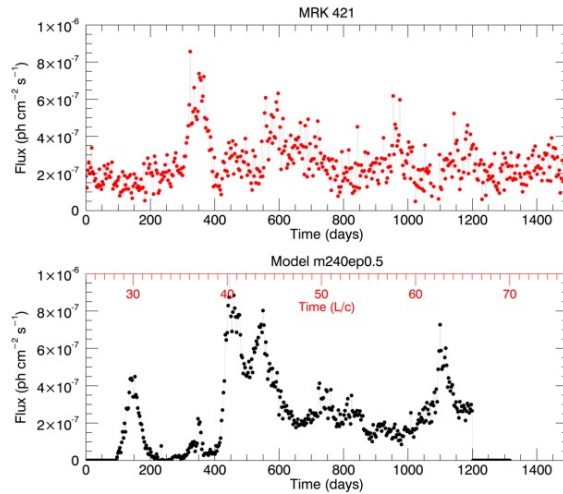 MRK 421
1×10⁻⁶
8×10⁻⁷
6×10⁻⁷
4×10⁻⁷
2×10⁻⁷
0
Flux (ph cm⁻² s⁻¹)
0 200 400 600 800 1000 1200 1400
Time (days)
Model m240ep0.5
1×10⁻⁶
8×10⁻⁷
6×10⁻⁷
4×10⁻⁷
2×10⁻⁷
0
Flux (ph cm⁻² s⁻¹)
30 40 50 60 70
Time (L/c)
0 200 400 600 800 1000 1200 1400
Time (days)